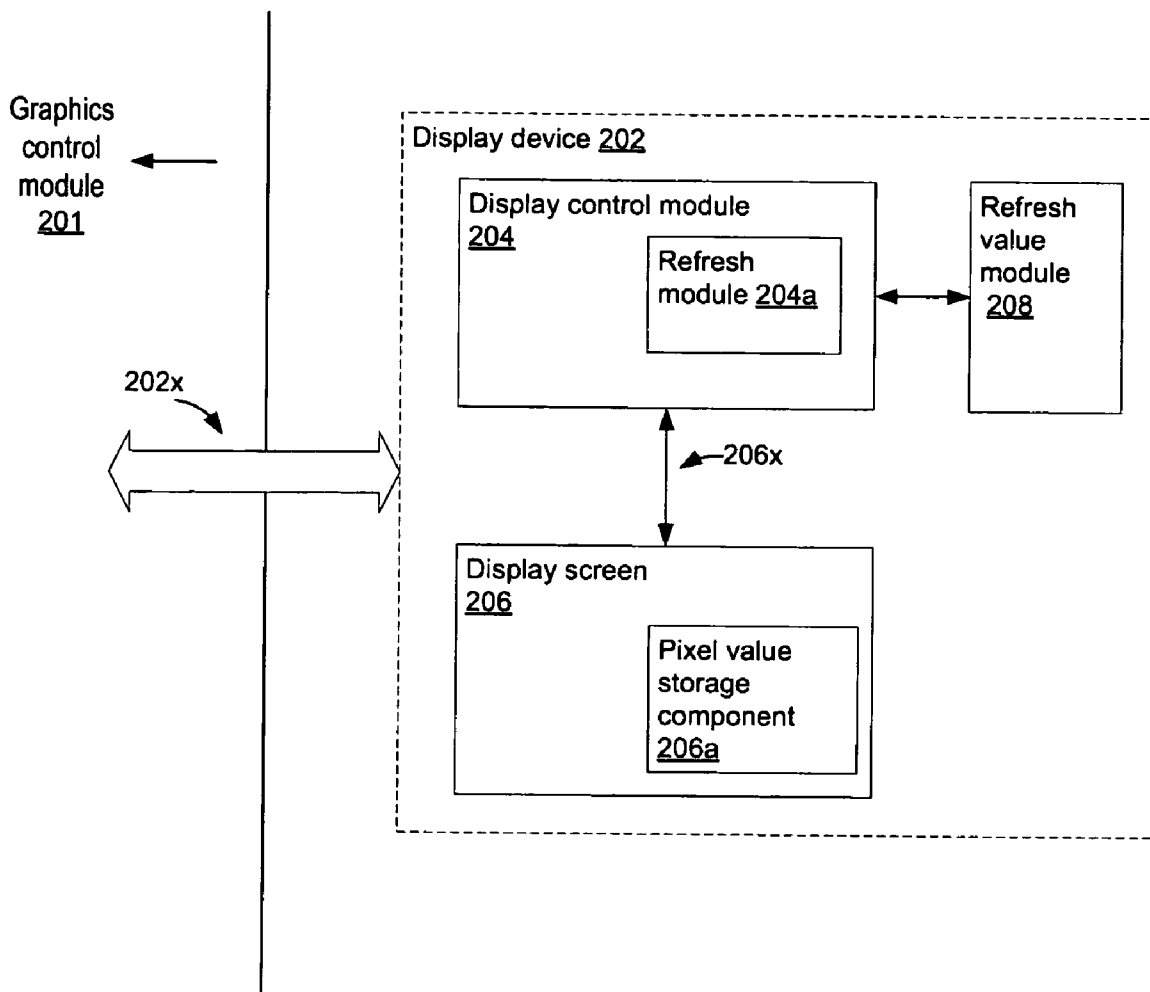 Graphics
control
module
201
Display device 202
Display control module
204
Refresh
module 204a
Refresh
value
module
208
202x
206x
Display screen
206
Pixel value
storage
component
206a